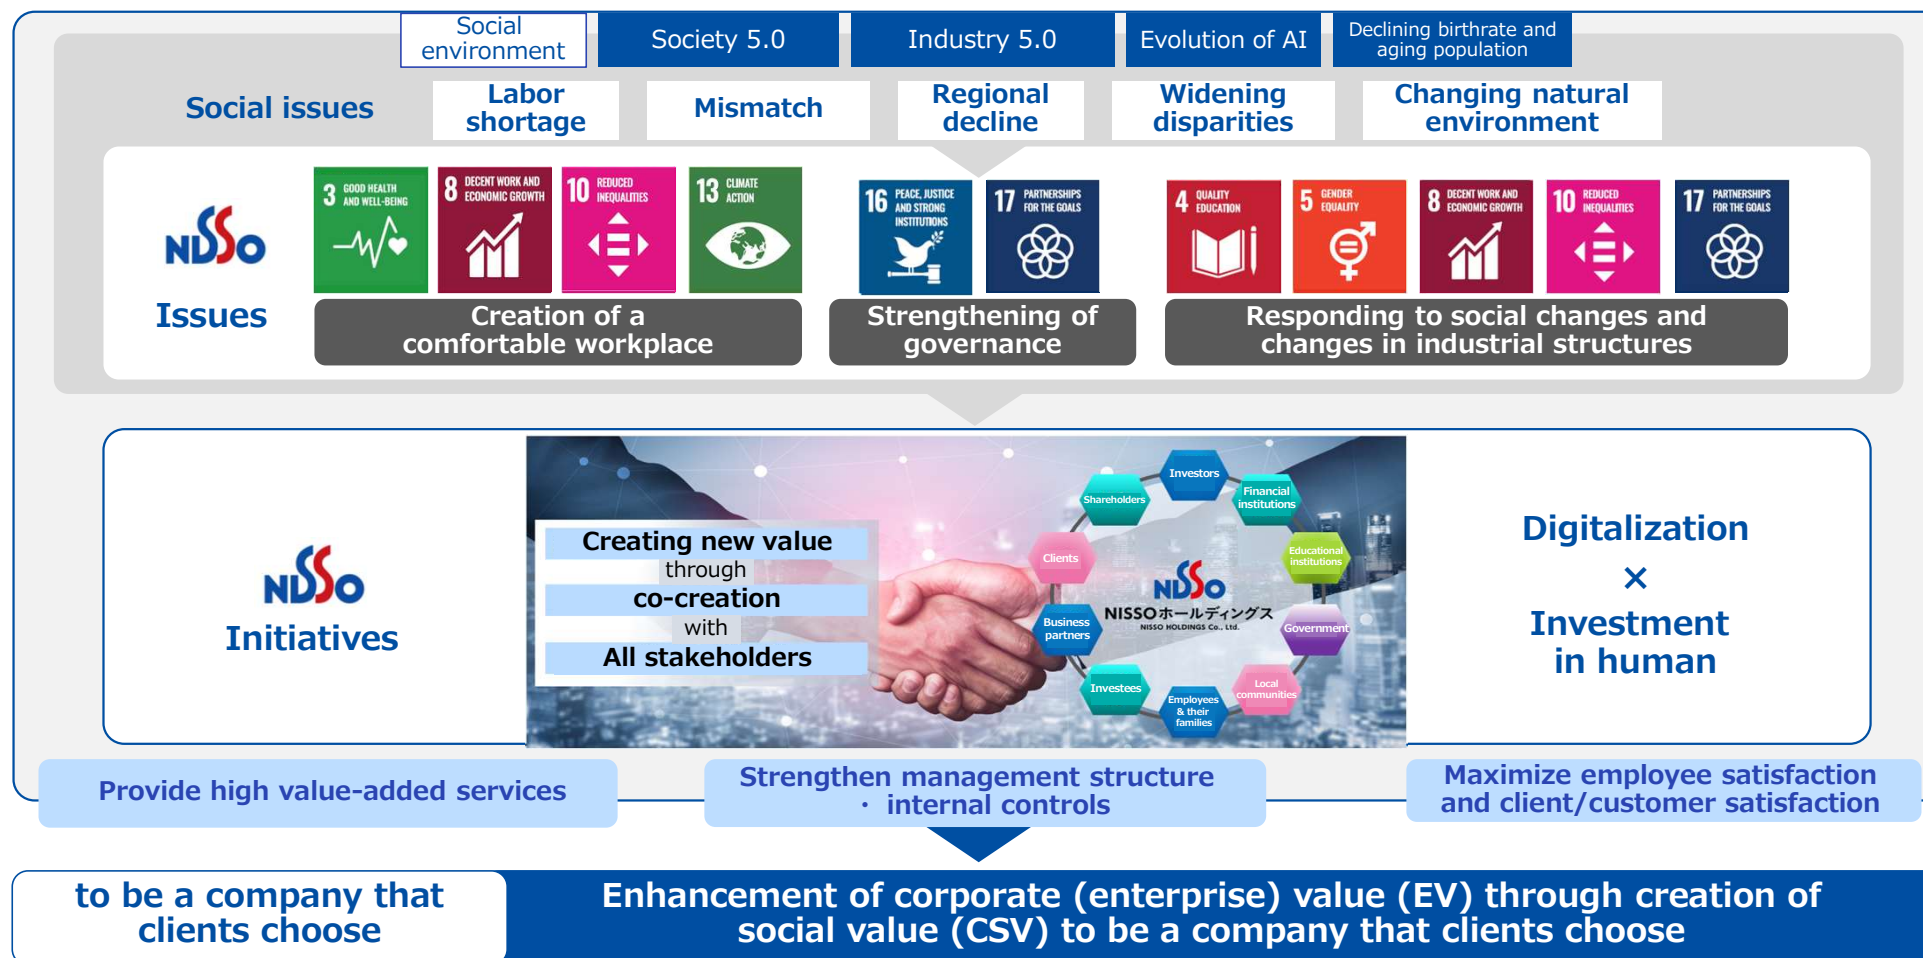 Social
environment
Society 5.0
Industry 5.0
Evolution of AI
Declining birthrate and
aging population
Social issues
Labor
shortage
Mismatch
Regional
decline
Widening
disparities
Changing natural
environment
NISSO
Issues
3 GOOD HEALTH
AND WELL-BEING
8 DECENT WORK AND
ECONOMIC GROWTH
10 REDUCED
INEQUALITIES
13 CLIMATE
ACTION
Creation of a
comfortable workplace
16 PEACE, JUSTICE
AND STRONG
INSTITUTIONS
17 PARTNERSHIPS
FOR THE GOALS
Strengthening of
governance
4 QUALITY
EDUCATION
5 GENDER
EQUALITY
8 DECENT WORK AND
ECONOMIC GROWTH
10 REDUCED
INEQUALITIES
17 PARTNERSHIPS
FOR THE GOALS
Responding to social changes and
changes in industrial structures
NISSO
Initiatives
Creating new value
through
co-creation
with
All stakeholders
Investors
Financial
institutions
Educational
institutions
Government
Local
communities
Employees
& their
families
Investees
Business
partners
Clients
Shareholders
NISSO
NISSOホールディングス
NISSO HOLDINGS Co., Ltd.
Digitalization
×
Investment
in human
Provide high value-added services
Strengthen management structure
・ internal controls
Maximize employee satisfaction
and client/customer satisfaction
to be a company that
clients choose
Enhancement of corporate (enterprise) value (EV) through creation of
social value (CSV) to be a company that clients choose